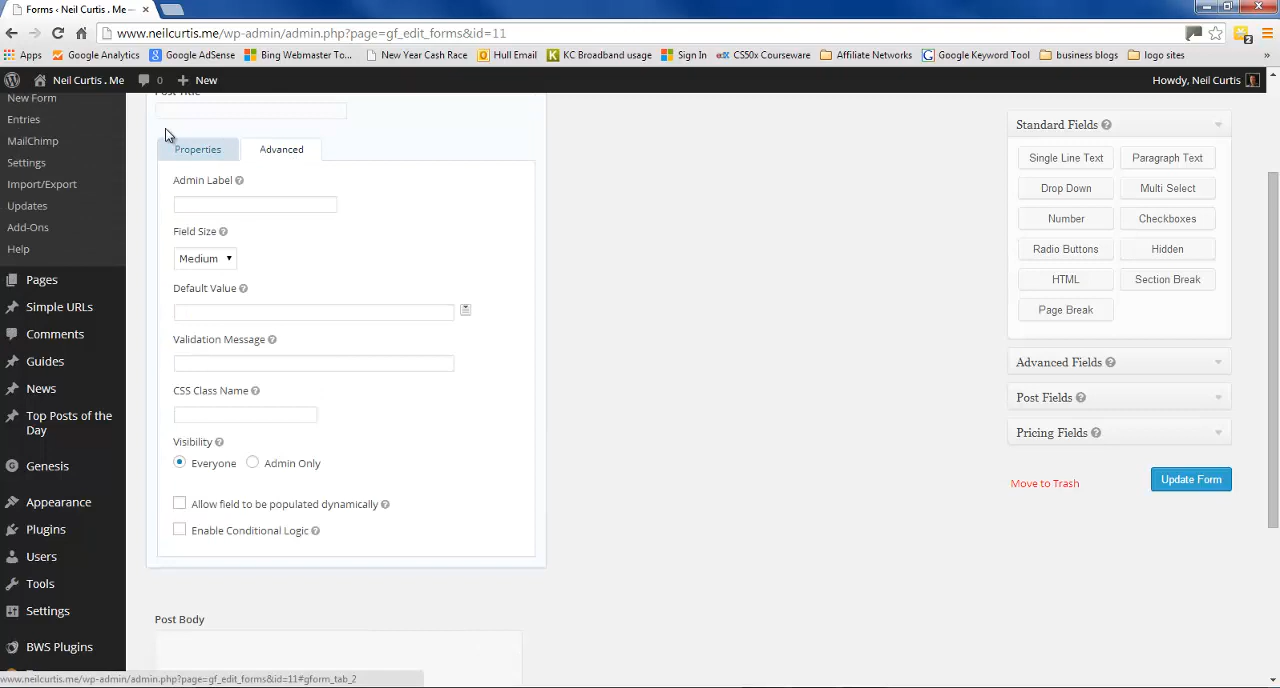 Forms ‹ Neil Curtis . Me —
www.neilcurtis.me/wp-admin/admin.php?page=gf_edit_forms&id=11
Apps Google Analytics Google AdSense Bing Webmaster To... New Year Cash Race Hull Email KC Broadband usage Sign In CS50x Courseware Affiliate Networks Google Keyword Tool business blogs logo sites »
Neil Curtis . Me 0 New Howdy, Neil Curtis
New Form
Entries
MailChimp
Settings
Import/Export
Updates
Add-Ons
Help
Pages
Simple URLs
Comments
Guides
News
Top Posts of the
Day
Genesis
Appearance
Plugins
Users
Tools
Settings
BWS Plugins
Post Title
Properties Advanced
Admin Label
Field Size
Medium
Default Value
Validation Message
CSS Class Name
Visibility
Everyone Admin Only
Allow field to be populated dynamically
Enable Conditional Logic
Post Body
Standard Fields
Single Line Text Paragraph Text
Drop Down Multi Select
Number Checkboxes
Radio Buttons Hidden
HTML Section Break
Page Break
Advanced Fields
Post Fields
Pricing Fields
Move to Trash Update Form
www.neilcurtis.me/wp-admin/admin.php?page=gf_edit_forms&id=11#gform_tab_2